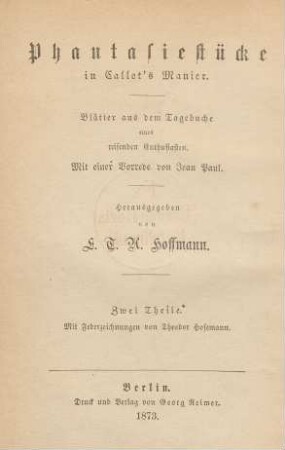 Phantasiestücke
in Callot's Manier.
Blätter aus dem Tagebuche
eines
reisenden Enthusiasten.
Mit einer Vorrede von Jean Paul.
Herausgegeben
von
E. T. A. Hoffmann.
Zwei Theile.
Mit Federzeichnungen von Theodor Hosemann.
Berlin.
Druck und Verlag von Georg Reimer.
1873.